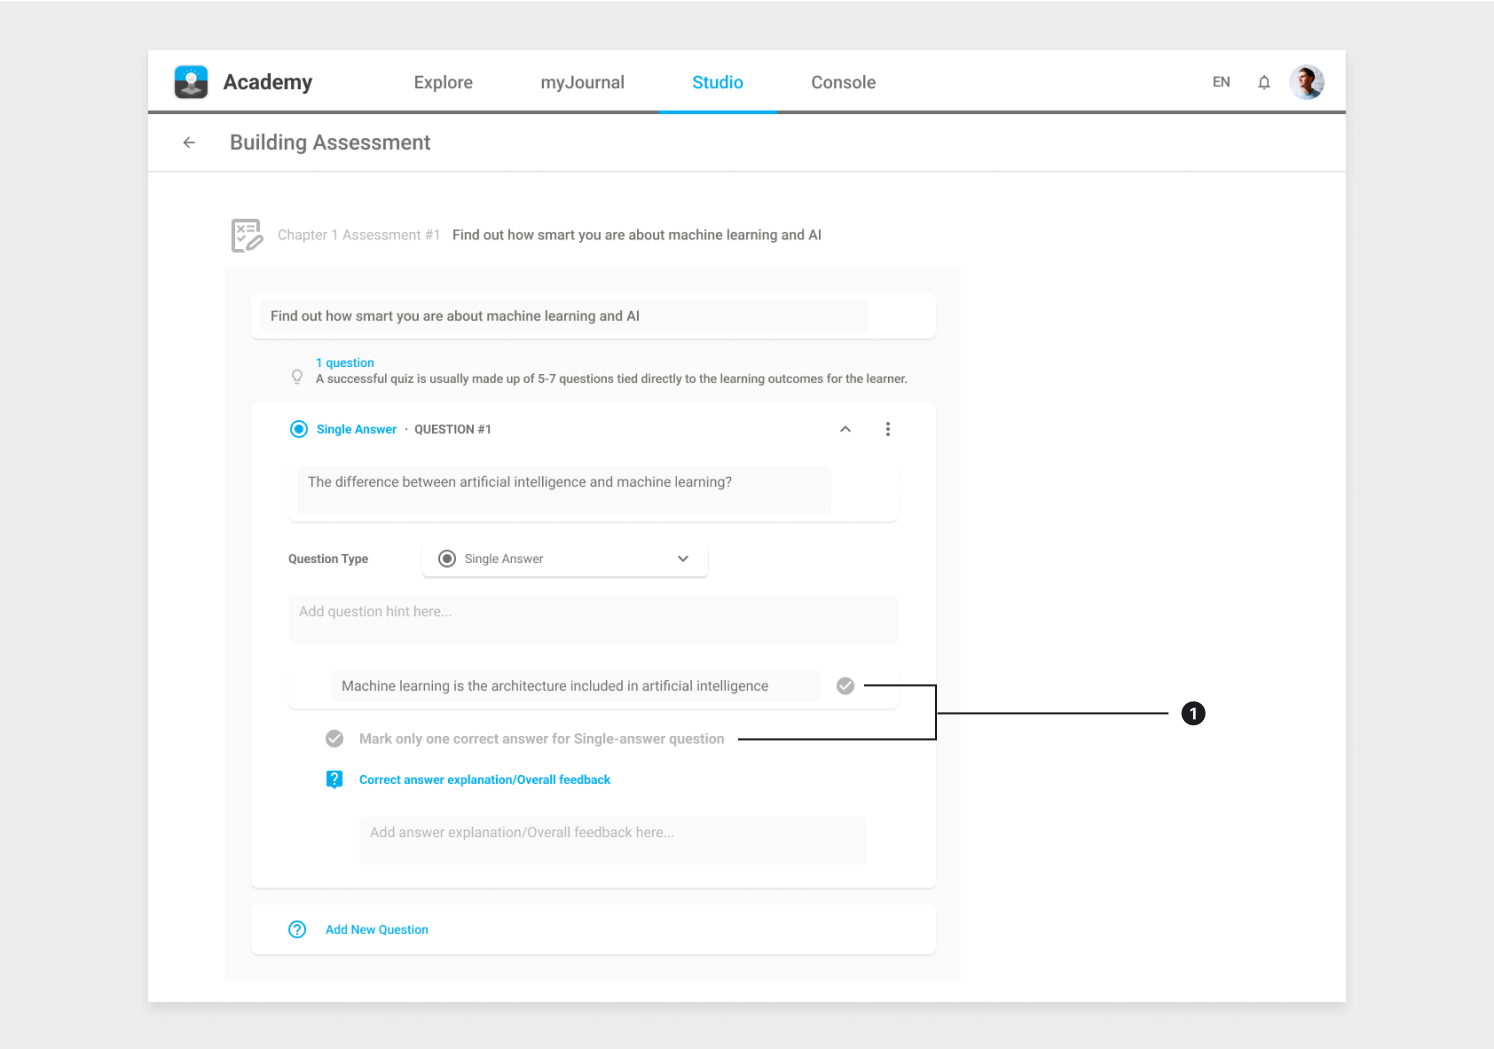 Academy
Explore
myJournal
Studio
Console
EN
Building Assessment
Chapter 1 Assessment #1 Find out how smart you are about machine learning and AI
Find out how smart you are about machine learning and AI
1 question
A successful quiz is usually made up of 5-7 questions tied directly to the learning outcomes for the learner.
Single Answer · QUESTION #1
The difference between artificial intelligence and machine learning?
Question Type
Single Answer
Add question hint here...
Machine learning is the architecture included in artificial intelligence
1
Mark only one correct answer for Single-answer question
Correct answer explanation/Overall feedback
Add answer explanation/Overall feedback here...
Add New Question